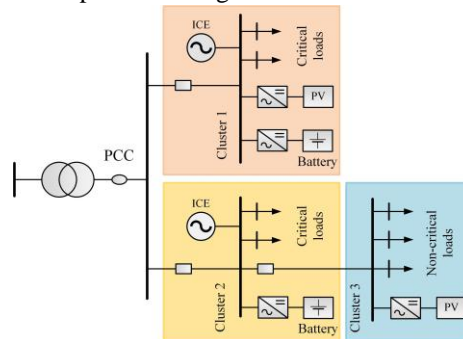 ICE
Critical
loads
PV
Cluster 1
Battery
PCC
ICE
Critical
loads
Cluster 2
Battery
Non-critical
loads
Cluster 3
PV